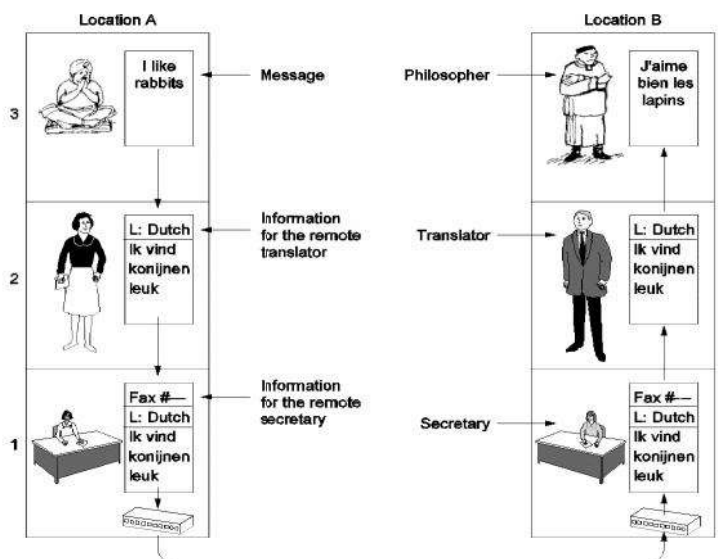 Location A
Location B
3
I like
rabbits
Message
Philosopher
J'aime
bien les
lapins
2
L: Dutch
Ik vind
konijnen
leuk
Information
for the remote
translator
Translator
L: Dutch
Ik vind
konijnen
leuk
1
Fax #—
L: Dutch
Ik vind
konijnen
leuk
Information
for the remote
secretary
Secretary
Fax #—
L: Dutch
Ik vind
konijnen
leuk